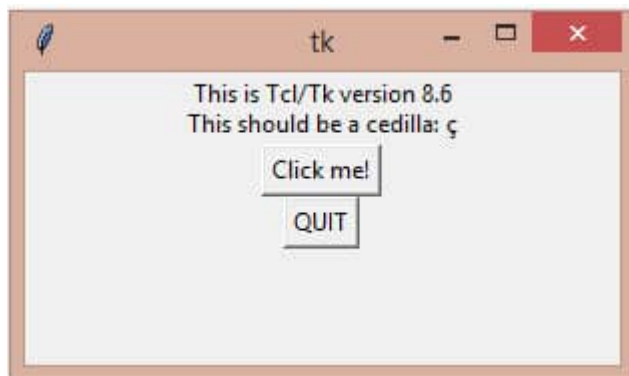 tk
This is Tcl/Tk version 8.6
This should be a cedilla: ç
Click me!
QUIT